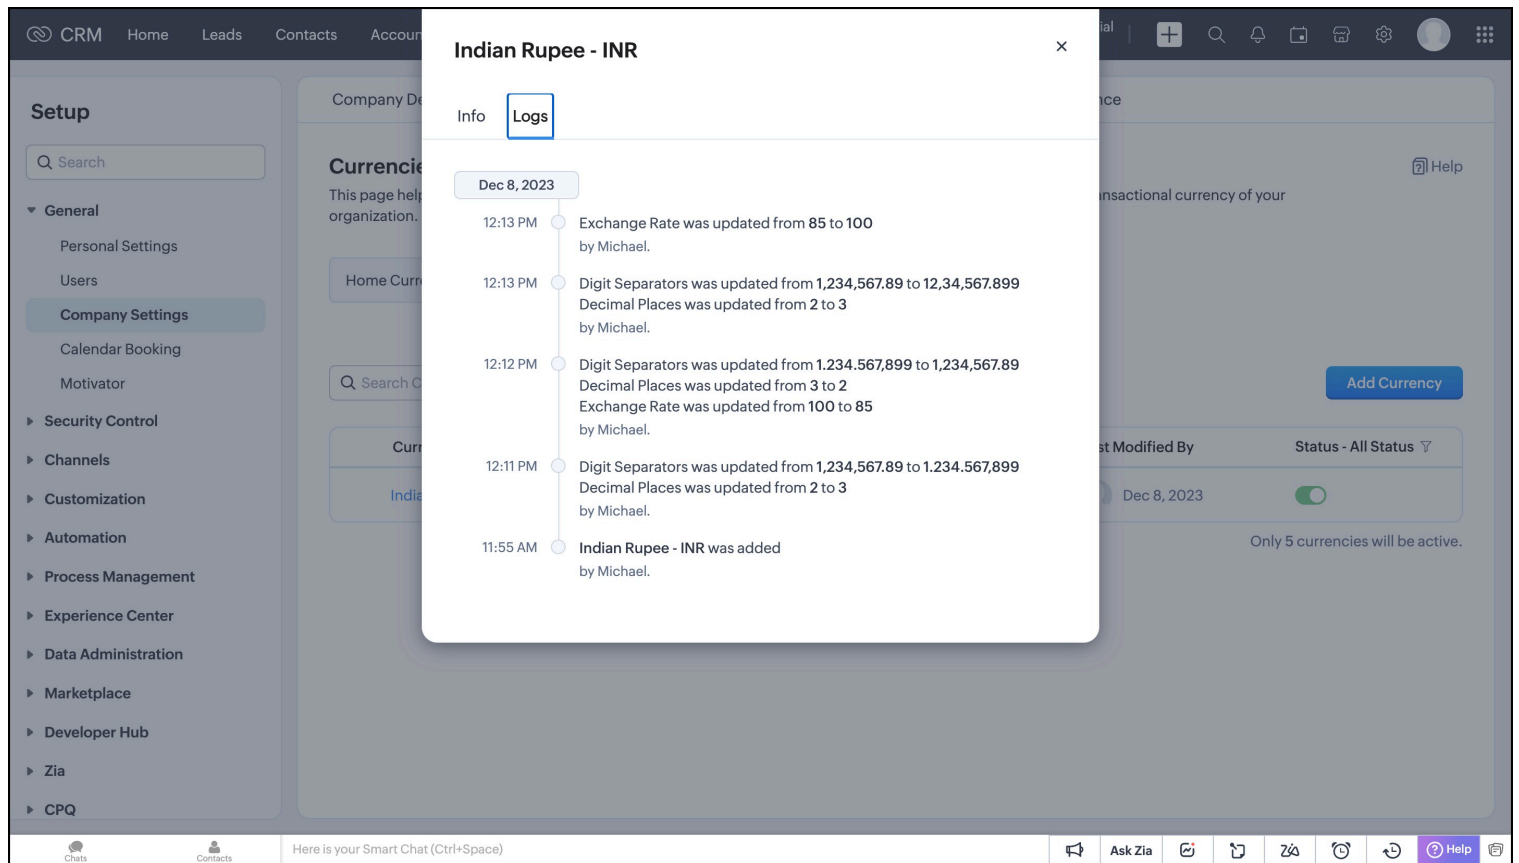 CRM Home Leads Contacts Accoun ial
Setup
Search
General
Personal Settings
Users
Company Settings
Calendar Booking
Motivator
Security Control
Channels
Customization
Automation
Process Management
Experience Center
Data Administration
Marketplace
Developer Hub
Zia
CPQ
Company De
nce
Currencie
Help
This page help
nsactional currency of your
organization.
Home Curr
Search C
Add Currency
Curr
st Modified By
Status - All Status
India
Dec 8, 2023
Only 5 currencies will be active.
Indian Rupee - INR
Info Logs
Dec 8, 2023
12:13 PM Exchange Rate was updated from 85 to 100
by Michael.
12:13 PM Digit Separators was updated from 1,234,567.89 to 12,34,567.899
Decimal Places was updated from 2 to 3
by Michael.
12:12 PM Digit Separators was updated from 1.234.567,899 to 1,234,567.89
Decimal Places was updated from 3 to 2
Exchange Rate was updated from 100 to 85
by Michael.
12:11 PM Digit Separators was updated from 1,234,567.89 to 1.234.567,899
Decimal Places was updated from 2 to 3
by Michael.
11:55 AM Indian Rupee - INR was added
by Michael.
Chats
Contacts
Here is your Smart Chat (Ctrl+Space)
Ask Zia
Help